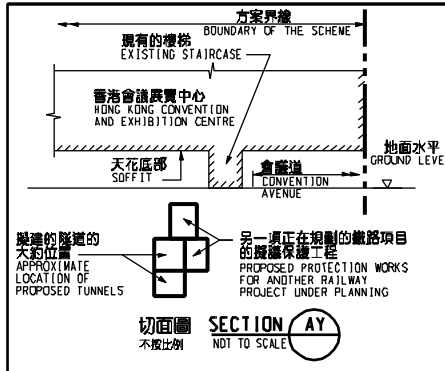 方案界線
BOUNDARY OF THE SCHEME
現有的樓梯
EXISTING STAIRCASE
香港會議展覽中心
HONG KONG CONVENTION
AND EXHIBITION CENTRE
地面水平
GROUND LEVEL
天花底部
SOFFIT
會議道
CONVENTION
AVENUE
擬建的隧道的
大約位置
APPROXIMATE
LOCATION OF
PROPOSED TUNNELS
另一項正在規劃的鐵路項目
的擬議保護工程
PROPOSED PROTECTION WORKS
FOR ANOTHER RAILWAY
PROJECT UNDER PLANNING
切面圖 SECTION AY
不按比例 NOT TO SCALE